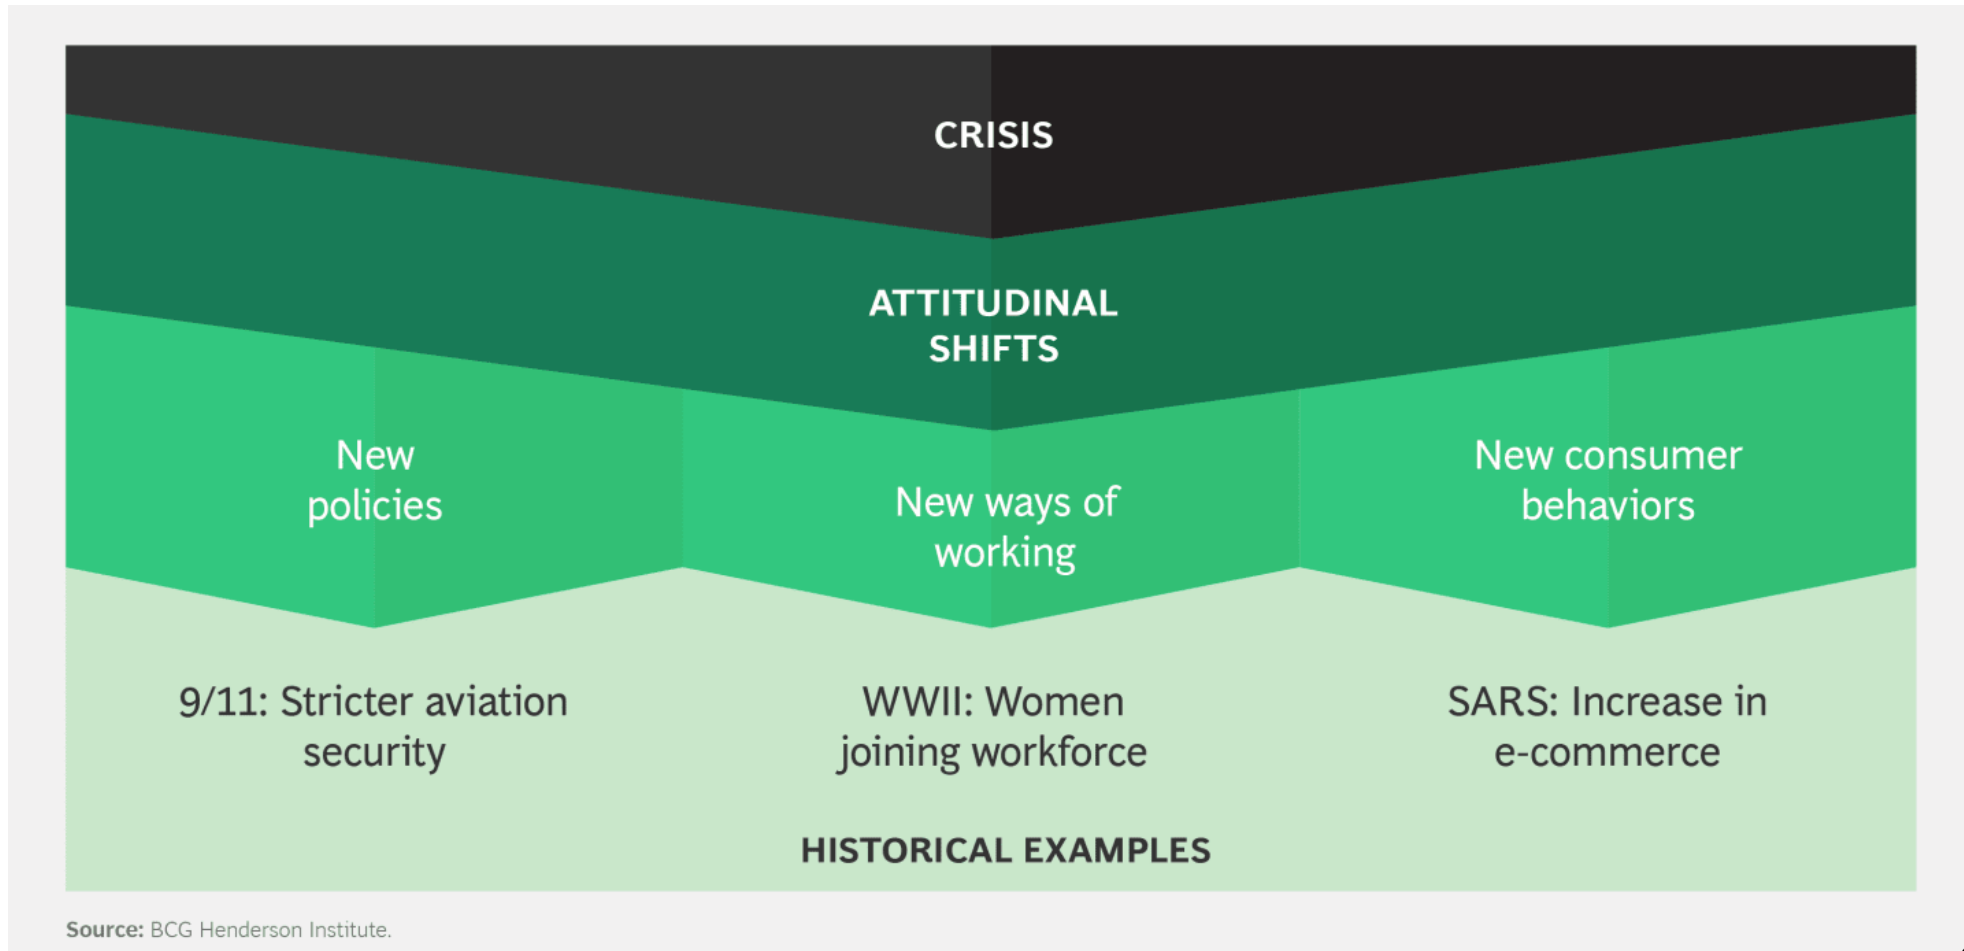 CRISIS
ATTITUDINAL
SHIFTS
New
policies
New ways of
working
New consumer
behaviors
9/11: Stricter aviation
security
WWII: Women
joining workforce
SARS: Increase in
e-commerce
HISTORICAL EXAMPLES
Source: BCG Henderson Institute.